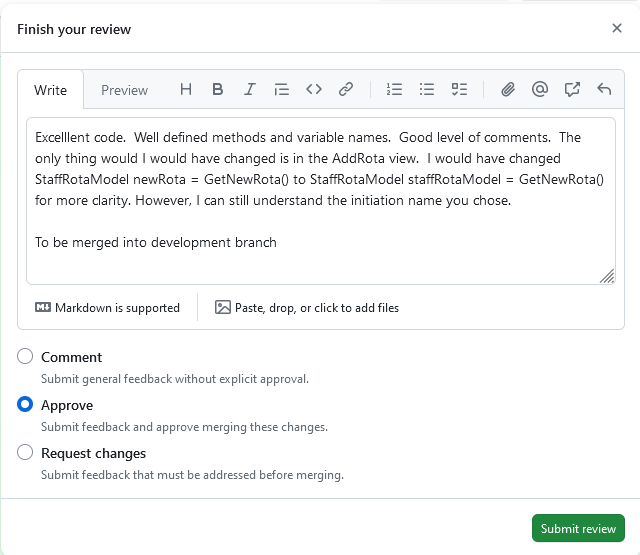 Finish your review
Write Preview
Excelllent code.  Well defined methods and variable names.  Good level of comments.  The
only thing would I would have changed is in the AddRota view.  I would have changed
StaffRotaModel newRota = GetNewRota() to StaffRotaModel staffRotaModel = GetNewRota()
for more clarity. However, I can still understand the initiation name you chose.
To be merged into development branch
Markdown is supported Paste, drop, or click to add files
Comment
Submit general feedback without explicit approval.
Approve
Submit feedback and approve merging these changes.
Request changes
Submit feedback that must be addressed before merging.
Submit review